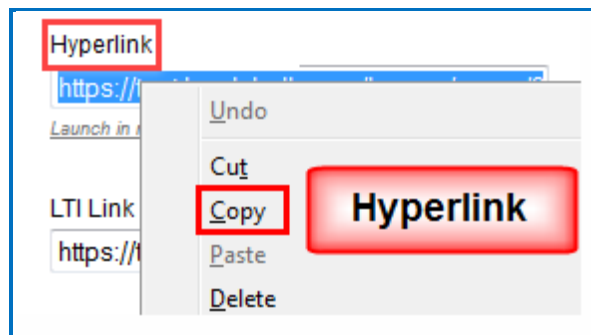 Hyperlink
https://t
Launch in
Undo
Cut
LTI Link
Copy
Hyperlink
https://t
Paste
Delete